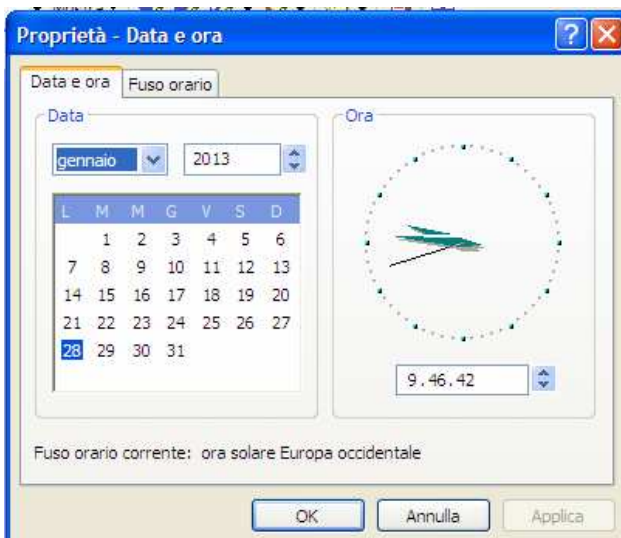 Proprietà - Data e ora
Data e ora Fuso orario
Data
Ora
gennaio 2013
L M M G V S D
1 2 3 4 5 6
7 8 9 10 11 12 13
14 15 16 17 18 19 20
21 22 23 24 25 26 27
28 29 30 31
9.46.42
Fuso orario corrente: ora solare Europa occidentale
OK Annulla Applica